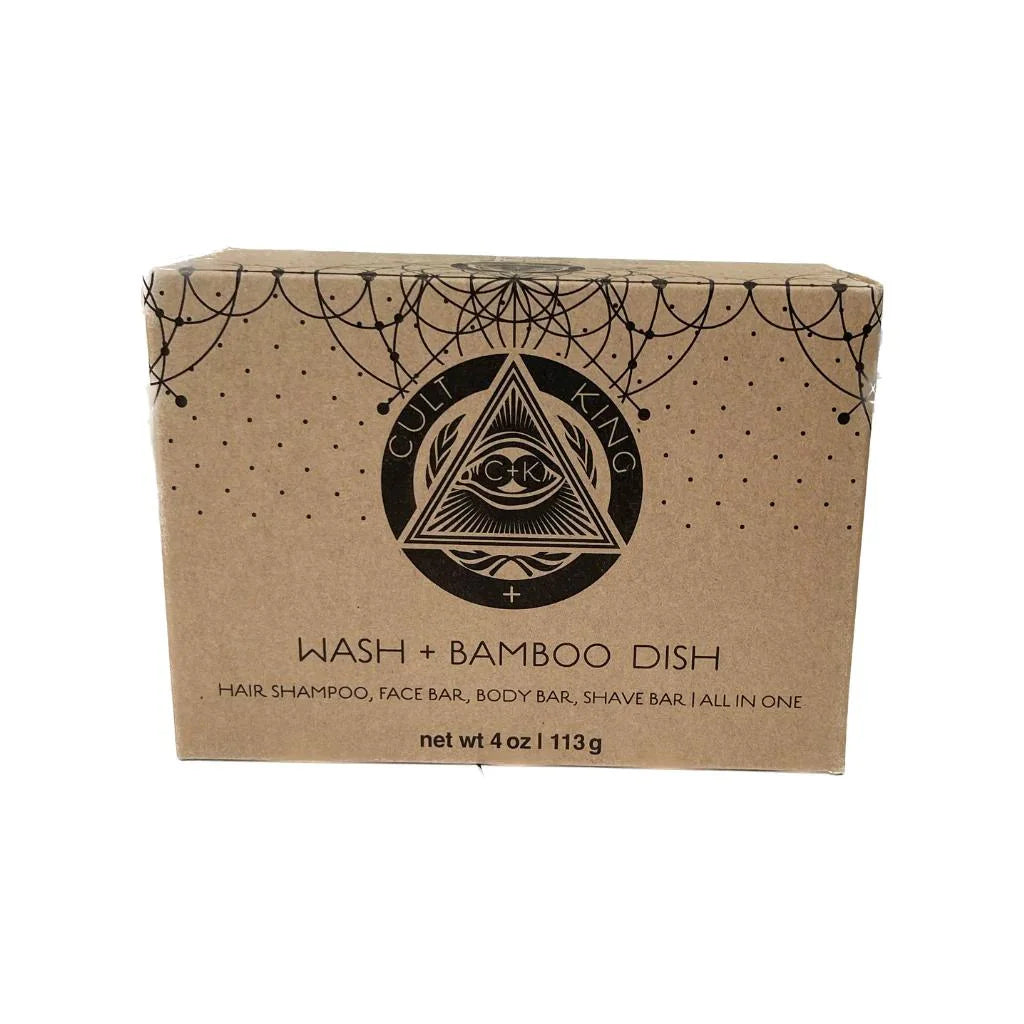 CULT KING
C+K
+
WASH + BAMBOO DISH
HAIR SHAMPOO, FACE BAR, BODY BAR, SHAVE BAR | ALL IN ONE
net wt 4 oz | 113 g